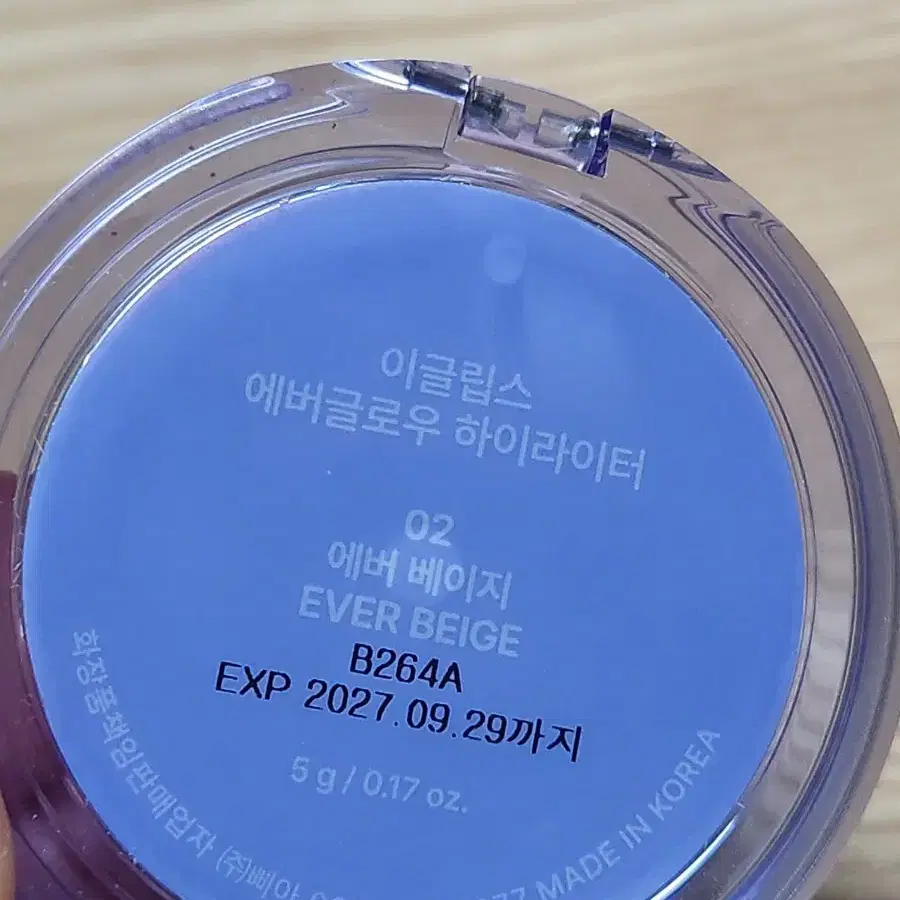 이글립스
에버글로우 하이라이터
02
에버 베이지
EVER BEIGE
B264A
EXP 2027.09.29까지
5 g / 0.17 oz.
화장품책임판매업자 (주)삐아
MADE IN KOREA